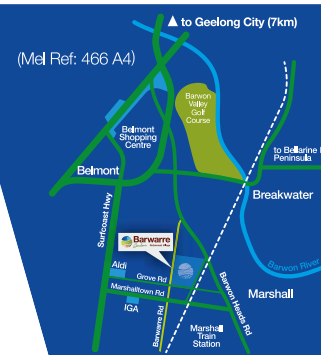 ▲ to Geelong City (7km)
(Mel Ref: 466 A4)
Barwon
Valley
Golf
Course
Belmont
Shopping
Centre
to Bellarine
Peninsula
Belmont
Breakwater
Surfcoast Hwy
Barwarre
Barwon River
Aldi
Grove Rd
Marshalltown Rd
IGA
Barwarre Rd
Barwon Heads Rd
Marshall
Marshall
Train
Station